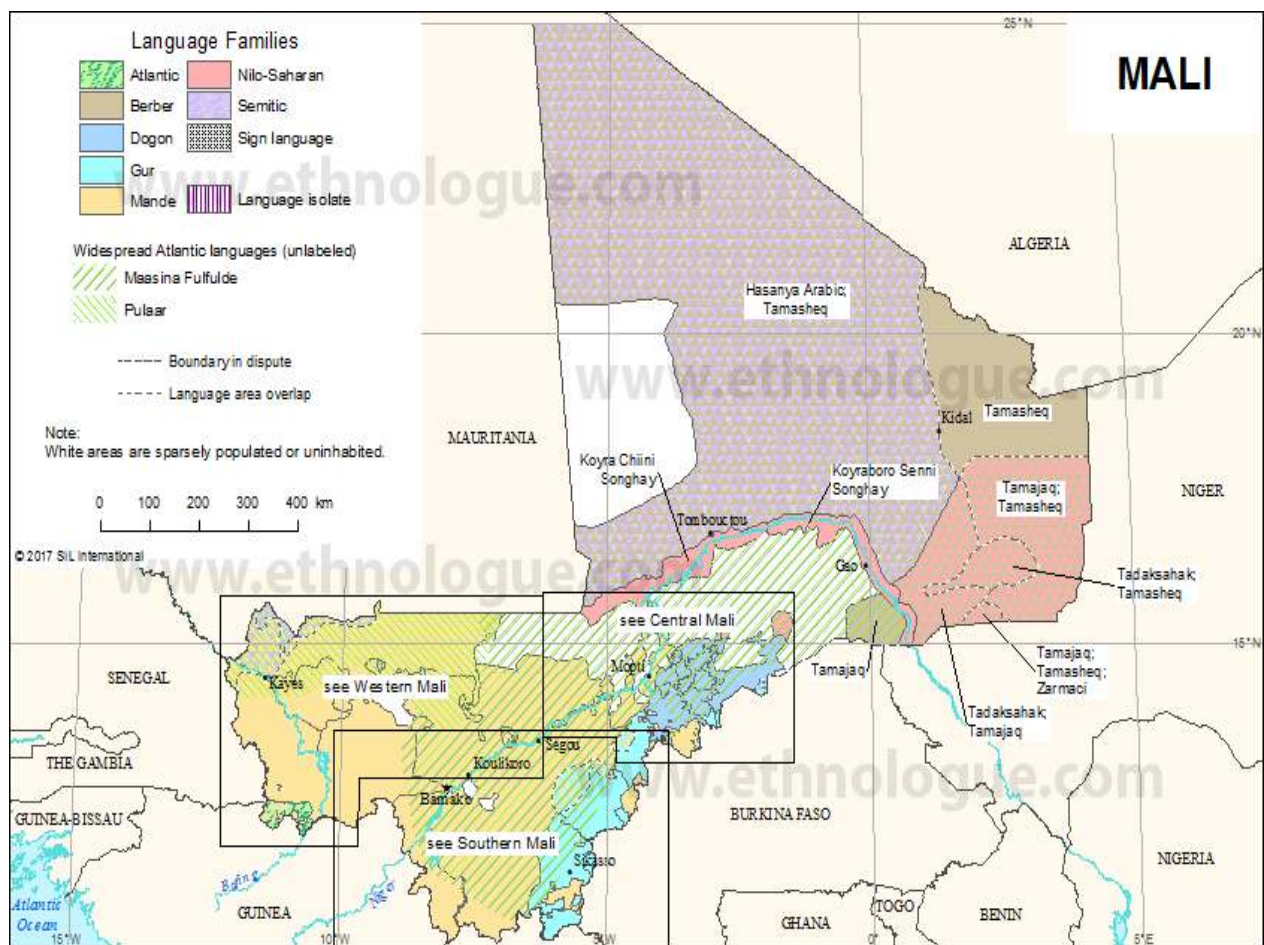 Language Families
Atlantic
Nilo-Saharan
Berber
Semitic
Dogon
Sign language
Gur
Mande
Language isolate
Widespread Atlantic languages (unlabeled)
Maasina Fulfulde
Pulaar
Boundary in dispute
Language area overlap
Note:
White areas are sparsely populated or uninhabited.
0 100 200 300 400 km
© 2017 SIL International
MALI
25°N
www.ethnologue.com
ALGERIA
Hasanya Arabic;
Tamasheq
20°N
www.ethnologue.com
Tamasheq
Kidal
MAURITANIA
Koyra Chiini
Songhay
Koyraboro Senni
Songhay
Tamajaq;
Tamasheq
NIGER
Tombouctou
Gao
www.ethnologue.com
Tadaksahak;
Tamasheq
see Central Mali
15°N
SENEGAL
Mopti
Tamajaq
Tamajaq;
Tamasheq;
Zarmaci
Kayes
see Western Mali
Tadaksahak;
Tamajaq
Ségou
THE GAMBIA
Koulikoro
www.ethnologue.com
Bamako
GUINEA-BISSAU
BURKINA FASO
see Southern Mali
Sikasso
NIGERIA
Bafing
Niger
Atlantic
Ocean
GUINEA
GHANA
TOGO
BENIN
15°W
10°W
5°W
0°
5°E